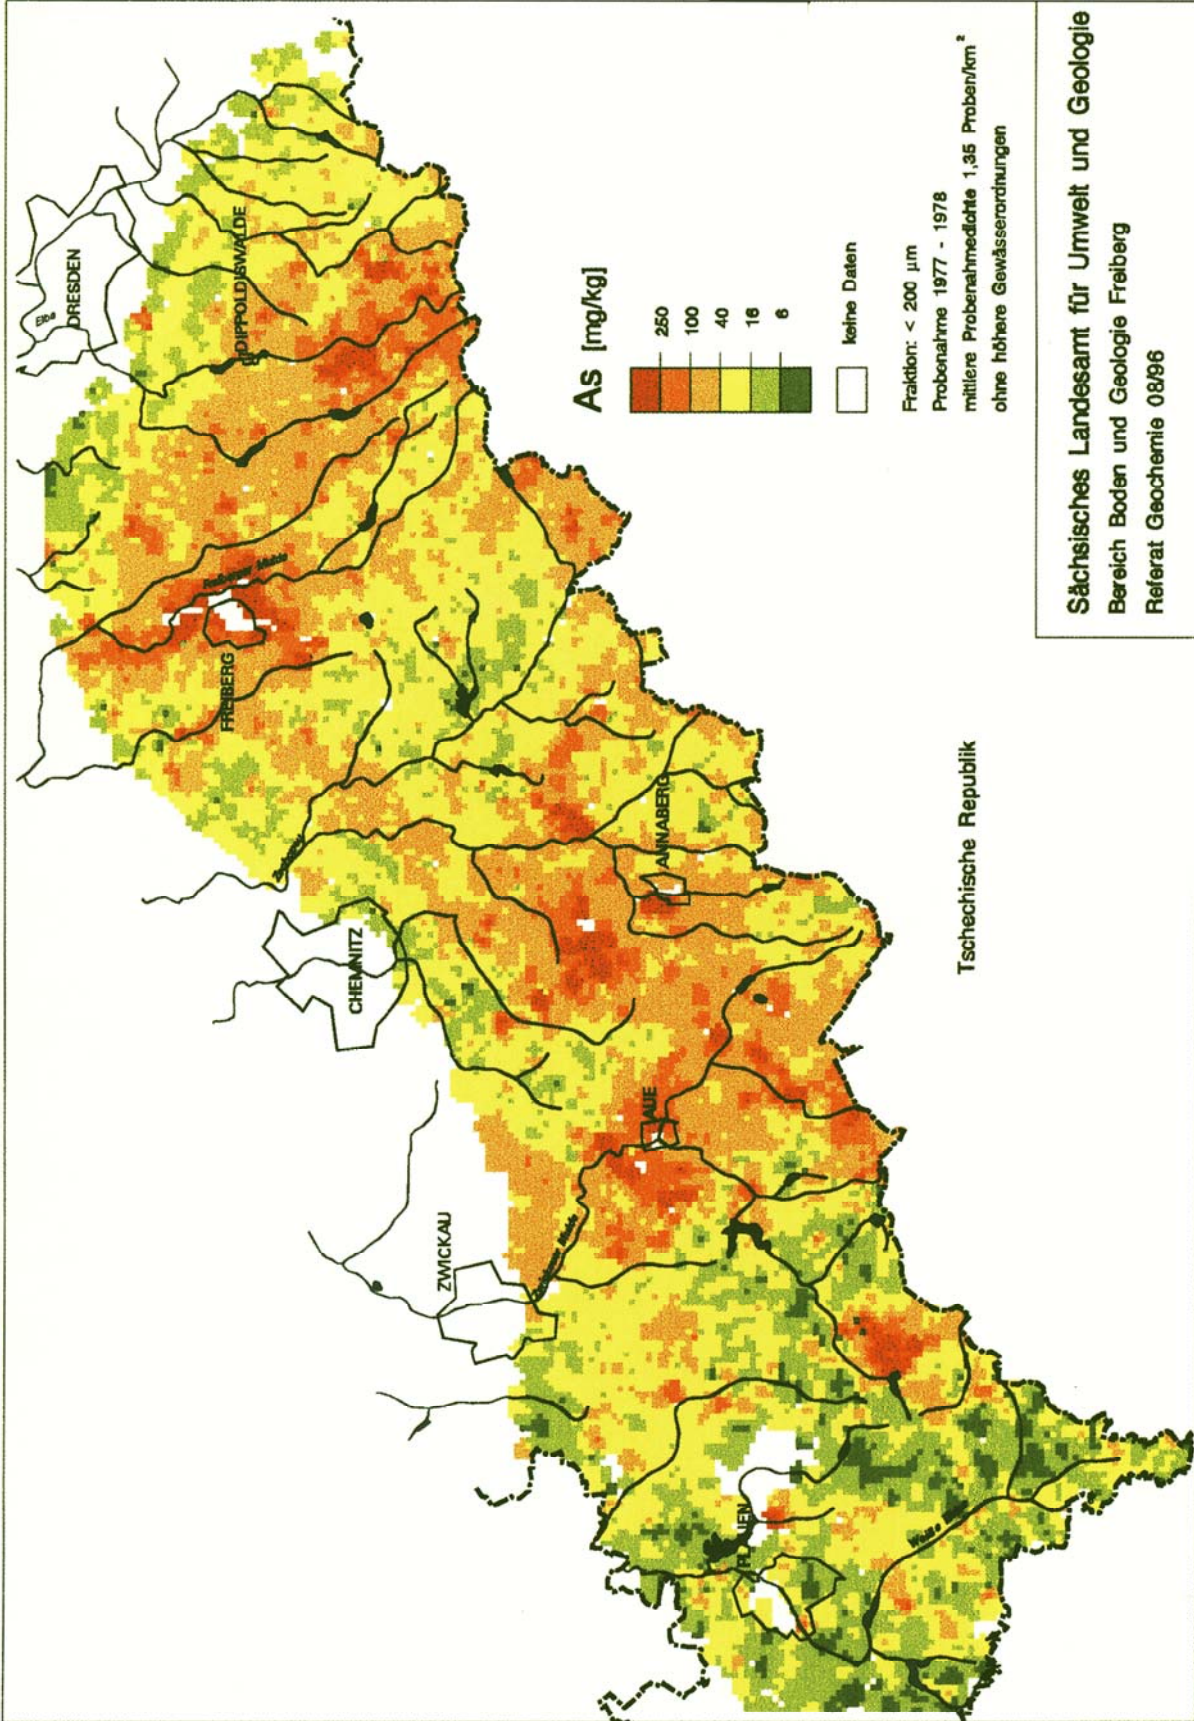 DRESDEN
Elbe
DIPPOLDISWALDE
FREIBERG
Freiberger Mulde
Zschopau
CHEMNITZ
ANNABERG
AUE
ZWICKAU
Zwickauer Mulde
PLAUEN
Weiße Elster
Tschechische Republik
As [mg/kg]
250
100
40
16
6
keine Daten
Fraktion: < 200 µm
Probenahme 1977 - 1978
mittlere Probenahmedichte 1,35 Proben/km²
ohne höhere Gewässerordnungen
Sächsisches Landesamt für Umwelt und Geologie
Bereich Boden und Geologie Freiberg
Referat Geochemie 08/96